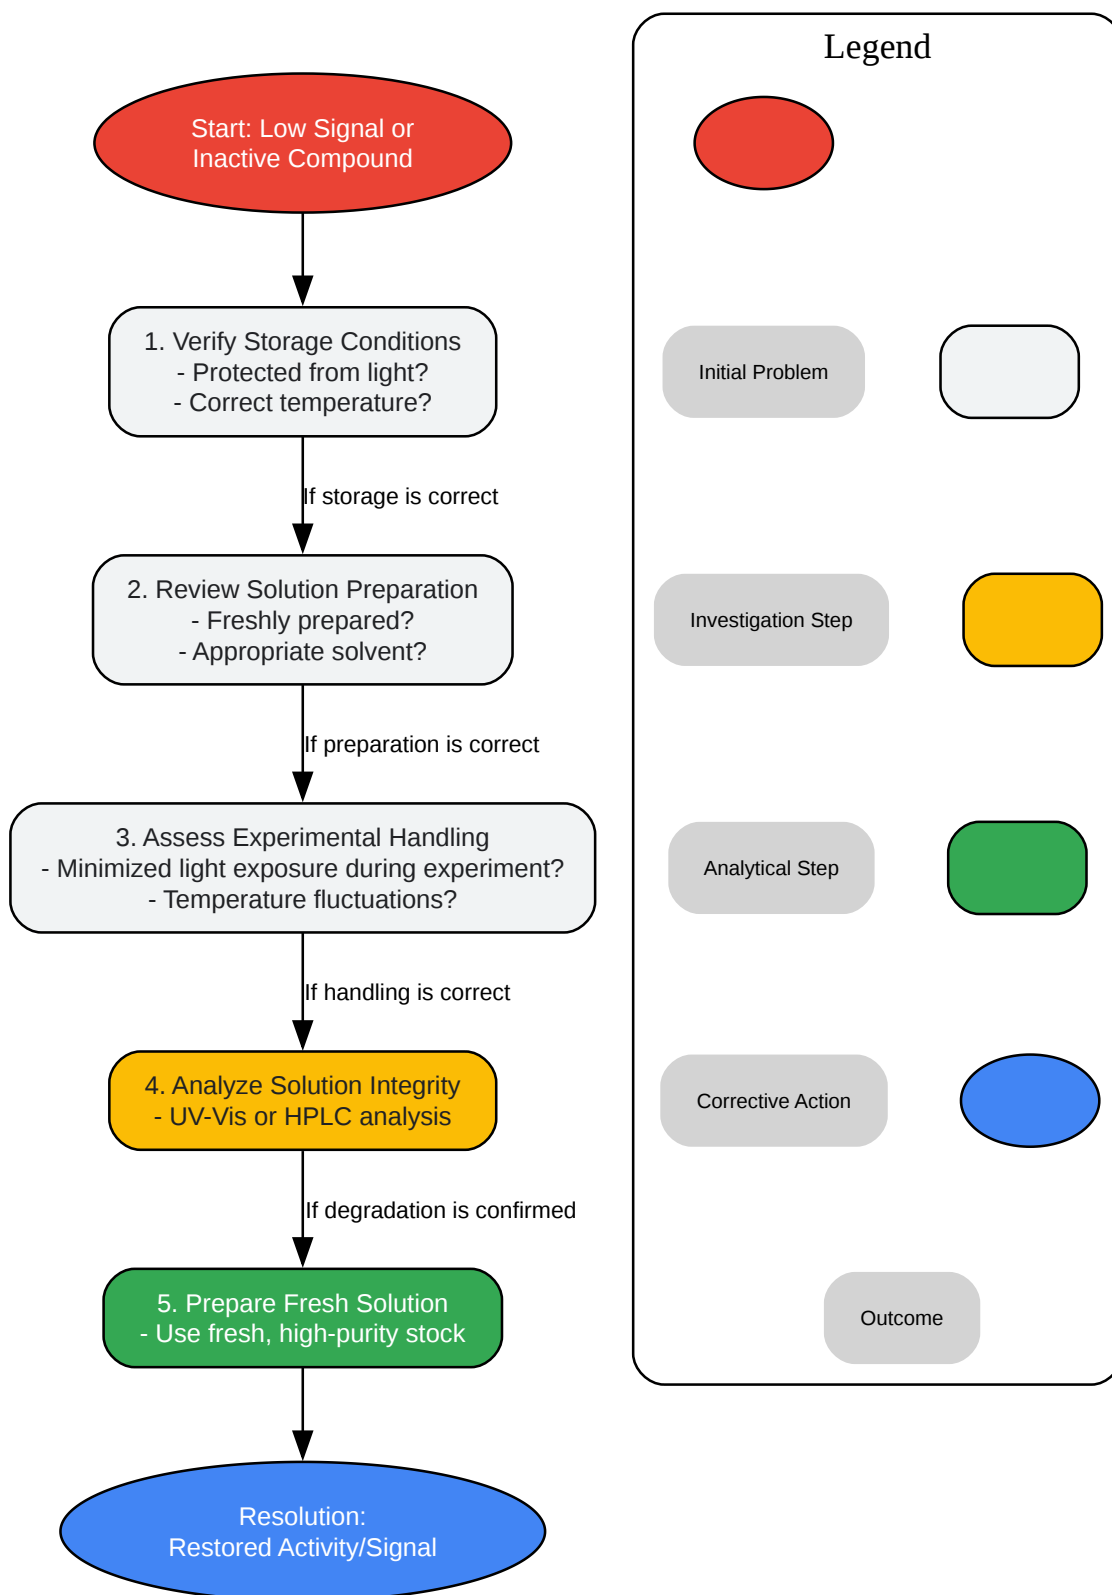 Start: Low Signal or
Inactive Compound
1. Verify Storage Conditions
- Protected from light?
- Correct temperature?
If storage is correct
2. Review Solution Preparation
- Freshly prepared?
- Appropriate solvent?
If preparation is correct
3. Assess Experimental Handling
- Minimized light exposure during experiment?
- Temperature fluctuations?
If handling is correct
4. Analyze Solution Integrity
- UV-Vis or HPLC analysis
If degradation is confirmed
5. Prepare Fresh Solution
- Use fresh, high-purity stock
Resolution:
Restored Activity/Signal
Legend
Initial Problem
Investigation Step
Analytical Step
Corrective Action
Outcome